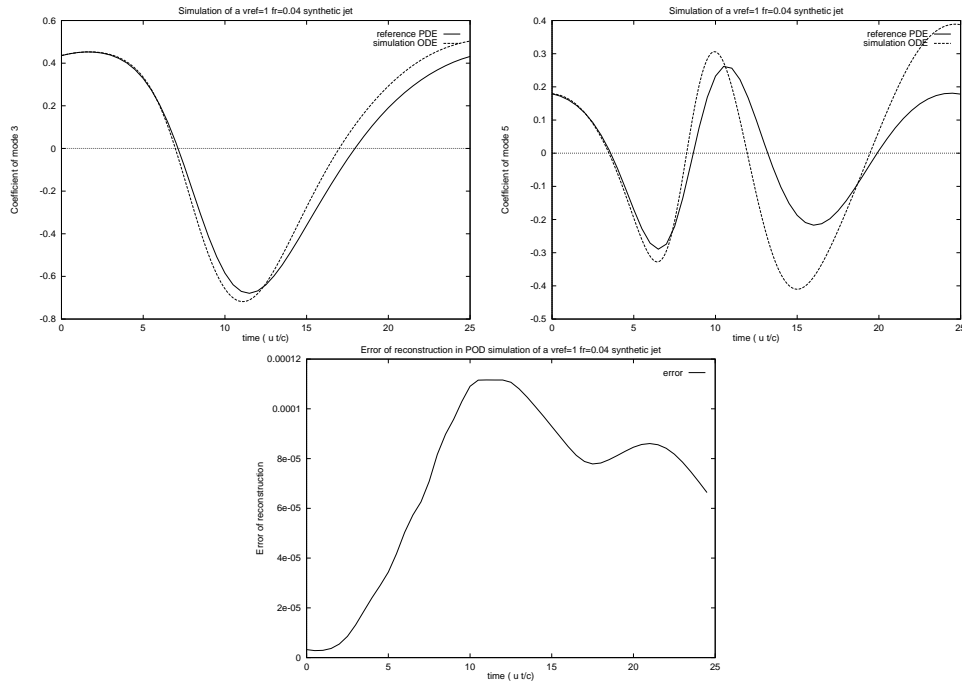 Simulation of a vref=1 fr=0.04 synthetic jet
reference PDE
simulation ODE
0.6
0.4
0.2
0
-0.2
-0.4
-0.6
-0.8
Coefficient of mode 3
0 5 10 15 20 25
time ( u t/c)
Simulation of a vref=1 fr=0.04 synthetic jet
reference PDE
simulation ODE
0.4
0.3
0.2
0.1
0
-0.1
-0.2
-0.3
-0.4
-0.5
Coefficient of mode 5
0 5 10 15 20 25
time ( u t/c)
Error of reconstruction in POD simulation of a vref=1 fr=0.04 synthetic jet
error
0.00012
0.0001
8e-05
6e-05
4e-05
2e-05
0
Error of reconstruction
0 5 10 15 20 25
time ( u t/c)